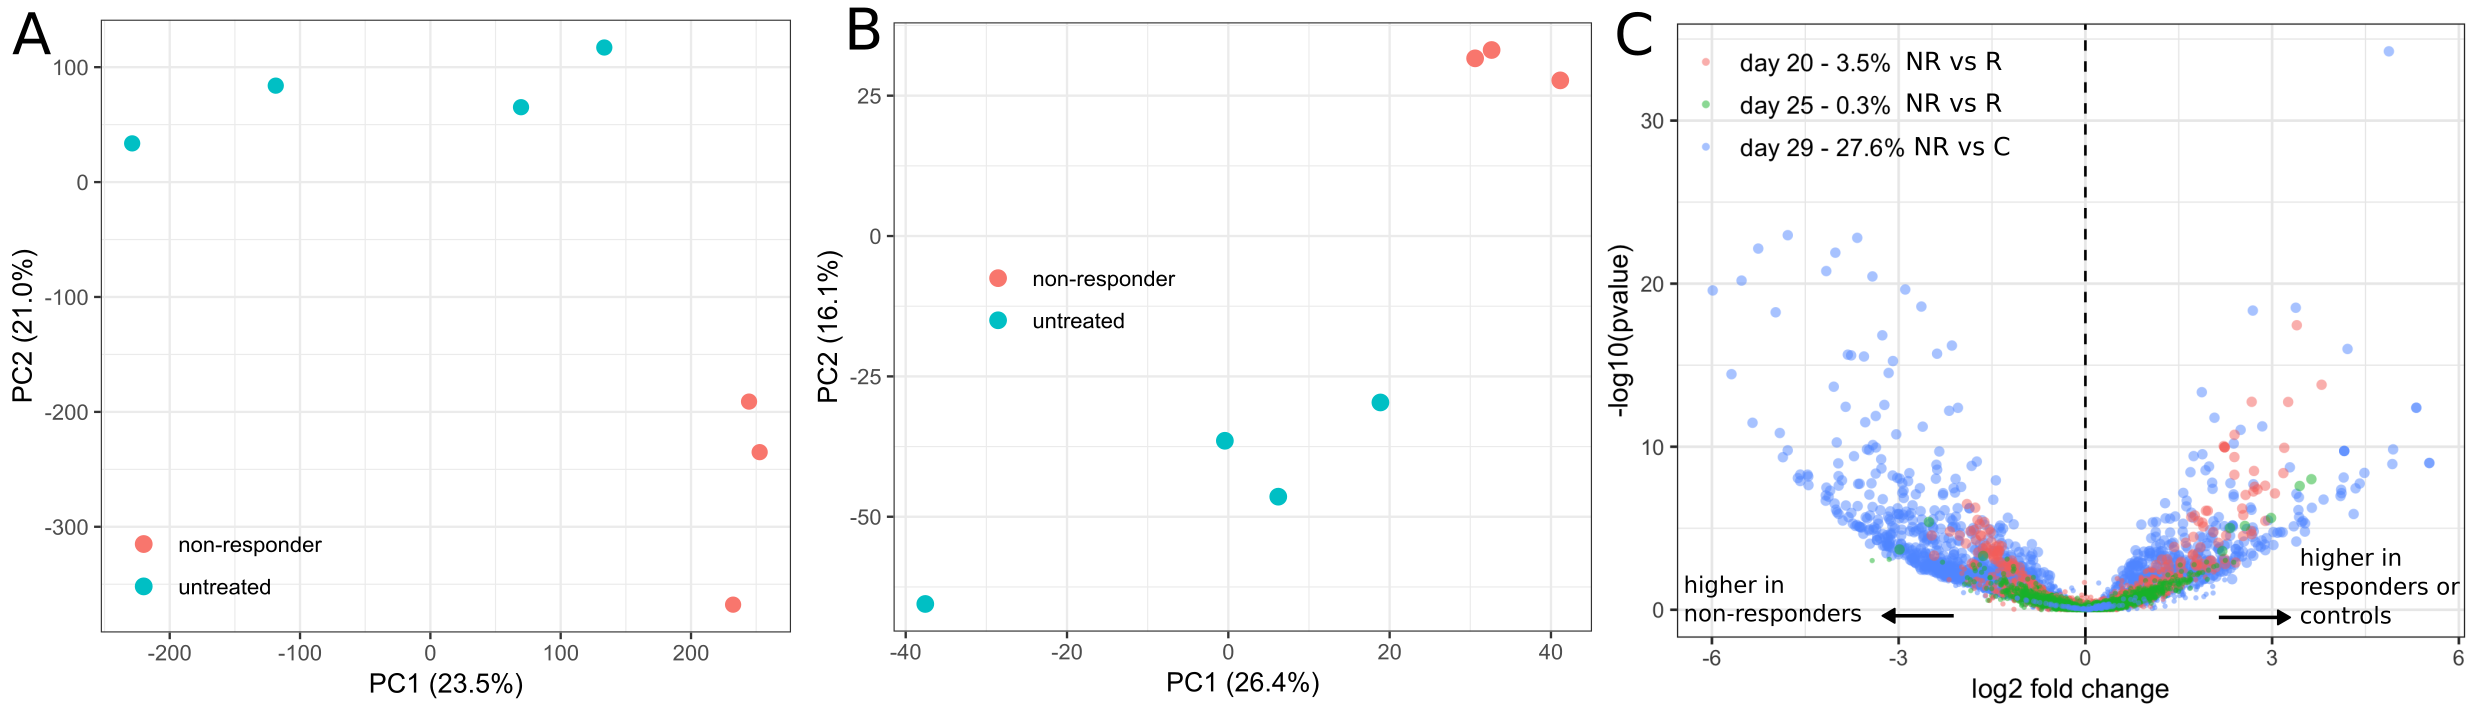 A
100
0
-100
-200
-300
PC2 (21.0%)
non-responder
untreated
-200
-100
0
100
200
PC1 (23.5%)
B
25
0
-25
-50
PC2 (16.1%)
non-responder
untreated
-40
-20
0
20
40
PC1 (26.4%)
C
day 20 - 3.5% NR vs R
day 25 - 0.3% NR vs R
day 29 - 27.6% NR vs C
30
20
10
0
-log10(pvalue)
higher in
non-responders
higher in
responders or
controls
-6
-3
0
3
6
log2 fold change